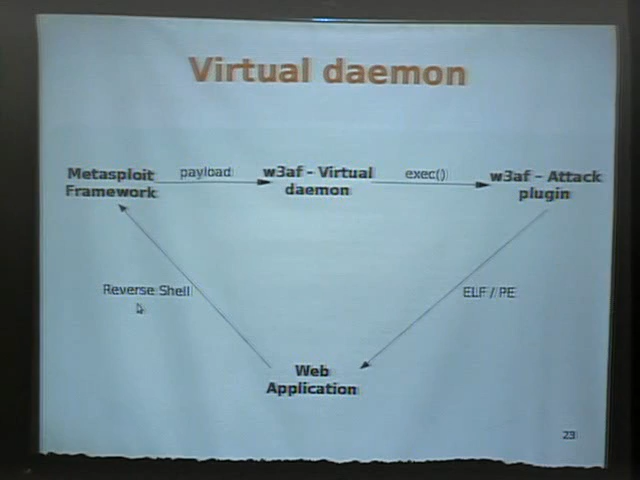 Virtual daemon
Metasploit
Framework
payload
w3af - Virtual
daemon
exec()
w3af - Attack
plugin
Reverse Shell
ELF / PE
Web
Application
23